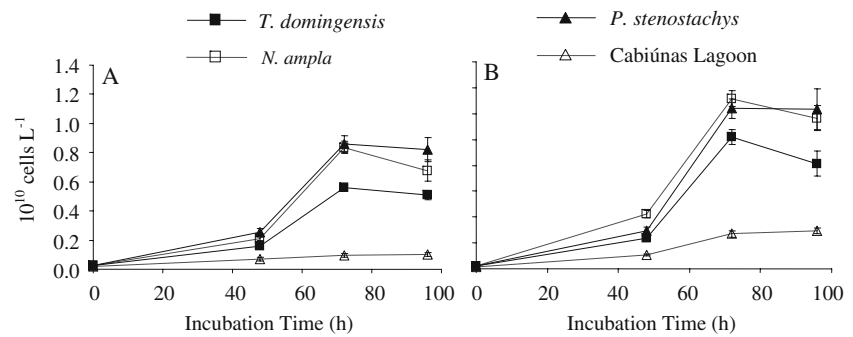 T. domingensis
N. ampla
P. stenostachys
Cabiúnas Lagoon
A
B
10^10 cells L^-1
1.4
1.2
1.0
0.8
0.6
0.4
0.2
0.0
0 20 40 60 80 100
0 20 40 60 80 100
Incubation Time (h)
Incubation Time (h)